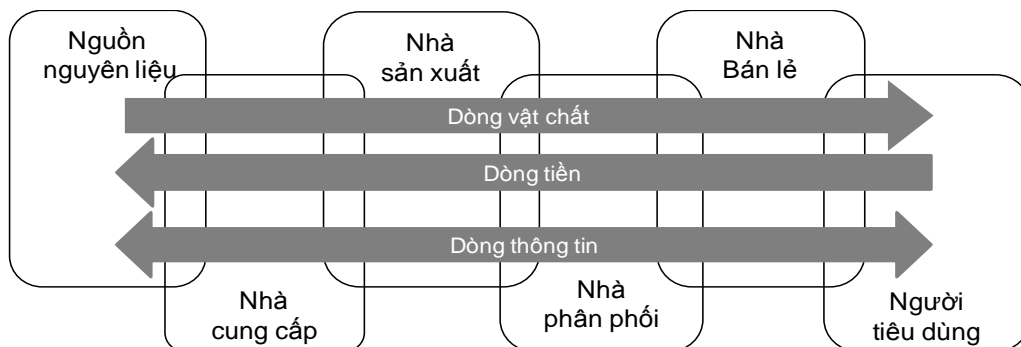 Nguồn
nguyên liệu
Nhà
sản xuất
Nhà
Bán lẻ
Dòng vật chất
Dòng tiền
Dòng thông tin
Nhà
cung cấp
Nhà
phân phối
Người
tiêu dùng